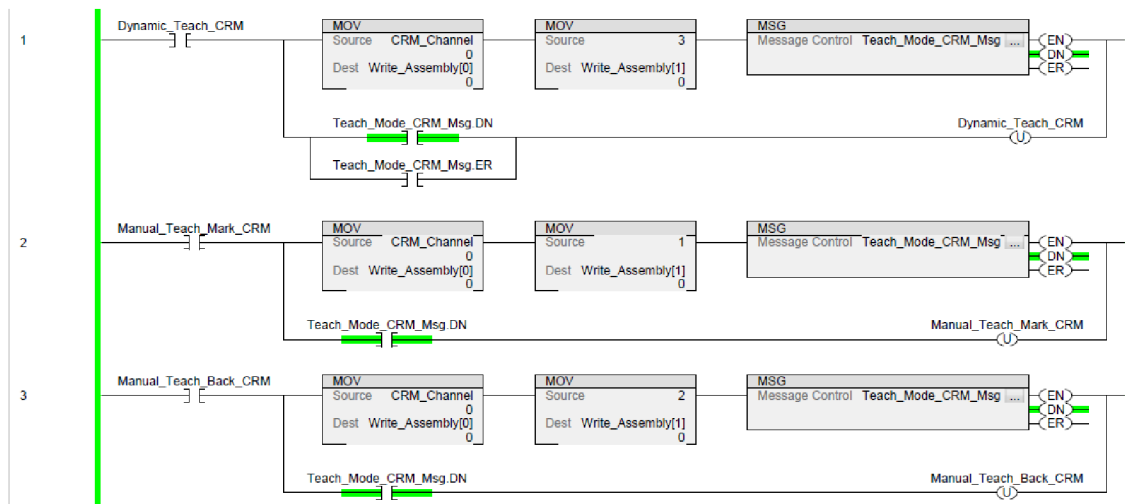 Dynamic_Teach_CRM
1
MOV
Source CRM_Channel
0
Dest Write_Assembly[0]
0
MOV
Source 3
Dest Write_Assembly[1]
0
MSG
Message Control Teach_Mode_CRM_Msg ...
EN
DN
ER
Teach_Mode_CRM_Msg.DN
Dynamic_Teach_CRM
U
Teach_Mode_CRM_Msg.ER
Manual_Teach_Mark_CRM
2
MOV
Source CRM_Channel
0
Dest Write_Assembly[0]
0
MOV
Source 1
Dest Write_Assembly[1]
0
MSG
Message Control Teach_Mode_CRM_Msg ...
EN
DN
ER
Teach_Mode_CRM_Msg.DN
Manual_Teach_Mark_CRM
U
Manual_Teach_Back_CRM
3
MOV
Source CRM_Channel
0
Dest Write_Assembly[0]
0
MOV
Source 2
Dest Write_Assembly[1]
0
MSG
Message Control Teach_Mode_CRM_Msg ...
EN
DN
ER
Teach_Mode_CRM_Msg.DN
Manual_Teach_Back_CRM
U